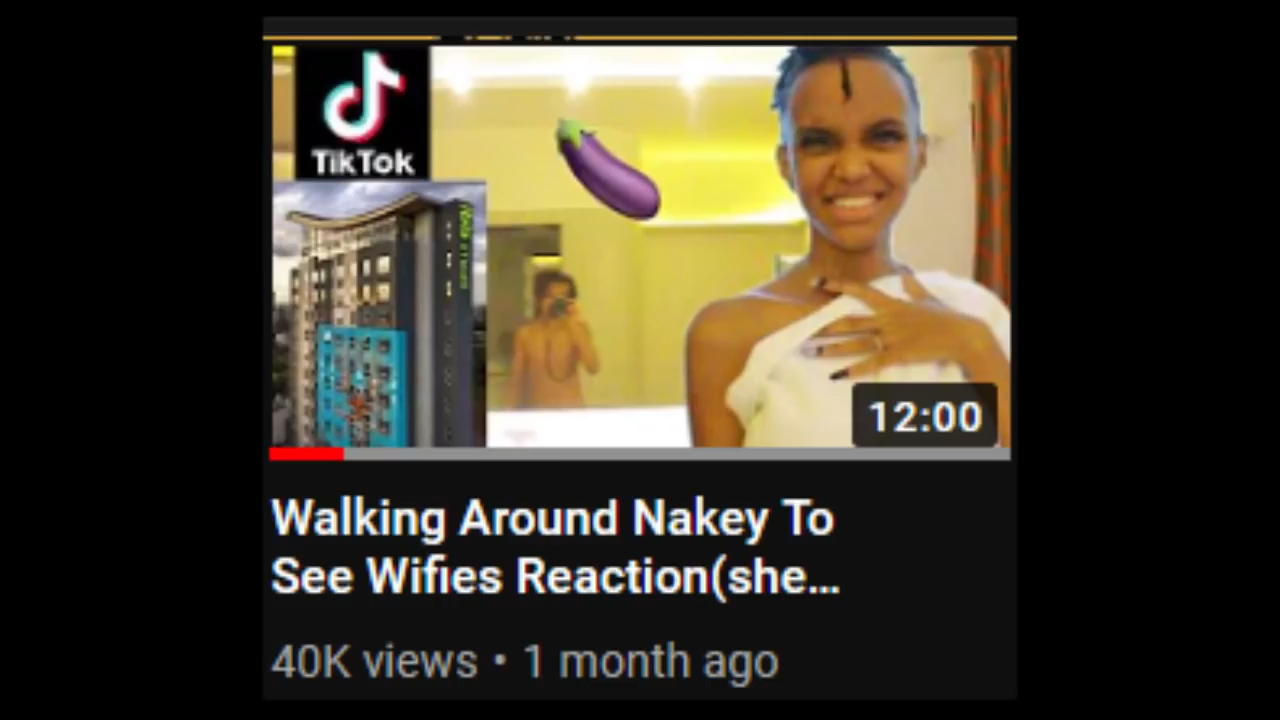 TikTok
12:00
Walking Around Nakey To
See Wifies Reaction(she...
40K views • 1 month ago